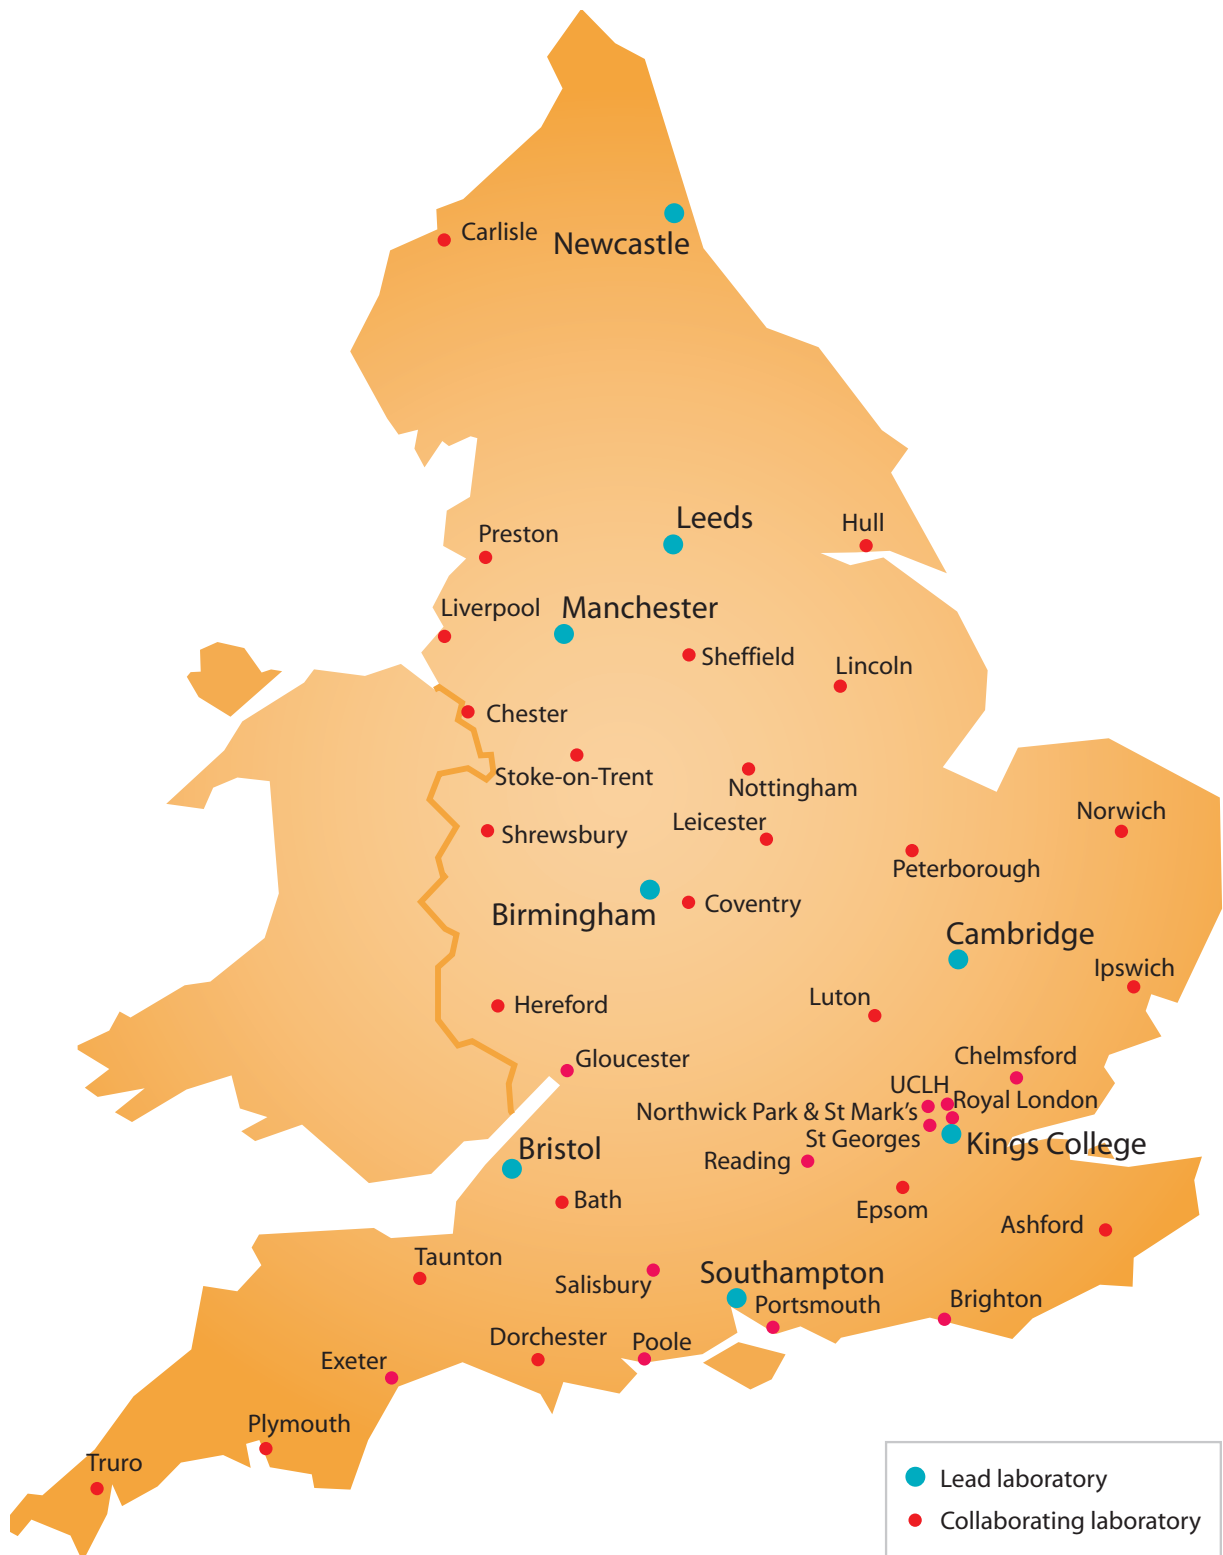 Carlisle
Newcastle
Leeds
Hull
Preston
Liverpool
Manchester
Sheffield
Lincoln
Chester
Stoke-on-Trent
Nottingham
Norwich
Leicester
Shrewsbury
Peterborough
Coventry
Birmingham
Cambridge
Ipswich
Luton
Hereford
Chelmsford
Gloucester
UCLH
Royal London
Northwick Park & St Mark’s
St Georges
Kings College
Bristol
Reading
Bath
Epsom
Ashford
Taunton
Southampton
Salisbury
Portsmouth
Brighton
Dorchester
Poole
Exeter
Plymouth
Truro
Lead laboratory
Collaborating laboratory